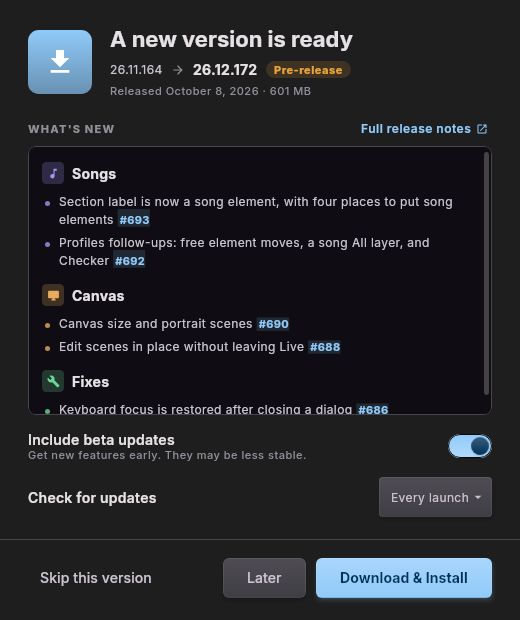 A new version is ready
26.11.164 → 26.12.172 Pre-release
Released October 8, 2026 · 601 MB
WHAT'S NEW
Full release notes
Songs
• Section label is now a song element, with four places to put song
elements #693
• Profiles follow-ups: free element moves, a song All layer, and
Checker #692
Canvas
• Canvas size and portrait scenes #690
• Edit scenes in place without leaving Live #688
Fixes
• Keyboard focus is restored after closing a dialog #686
Include beta updates
Get new features early. They may be less stable.
Check for updates
Every launch
Skip this version
Later
Download & Install